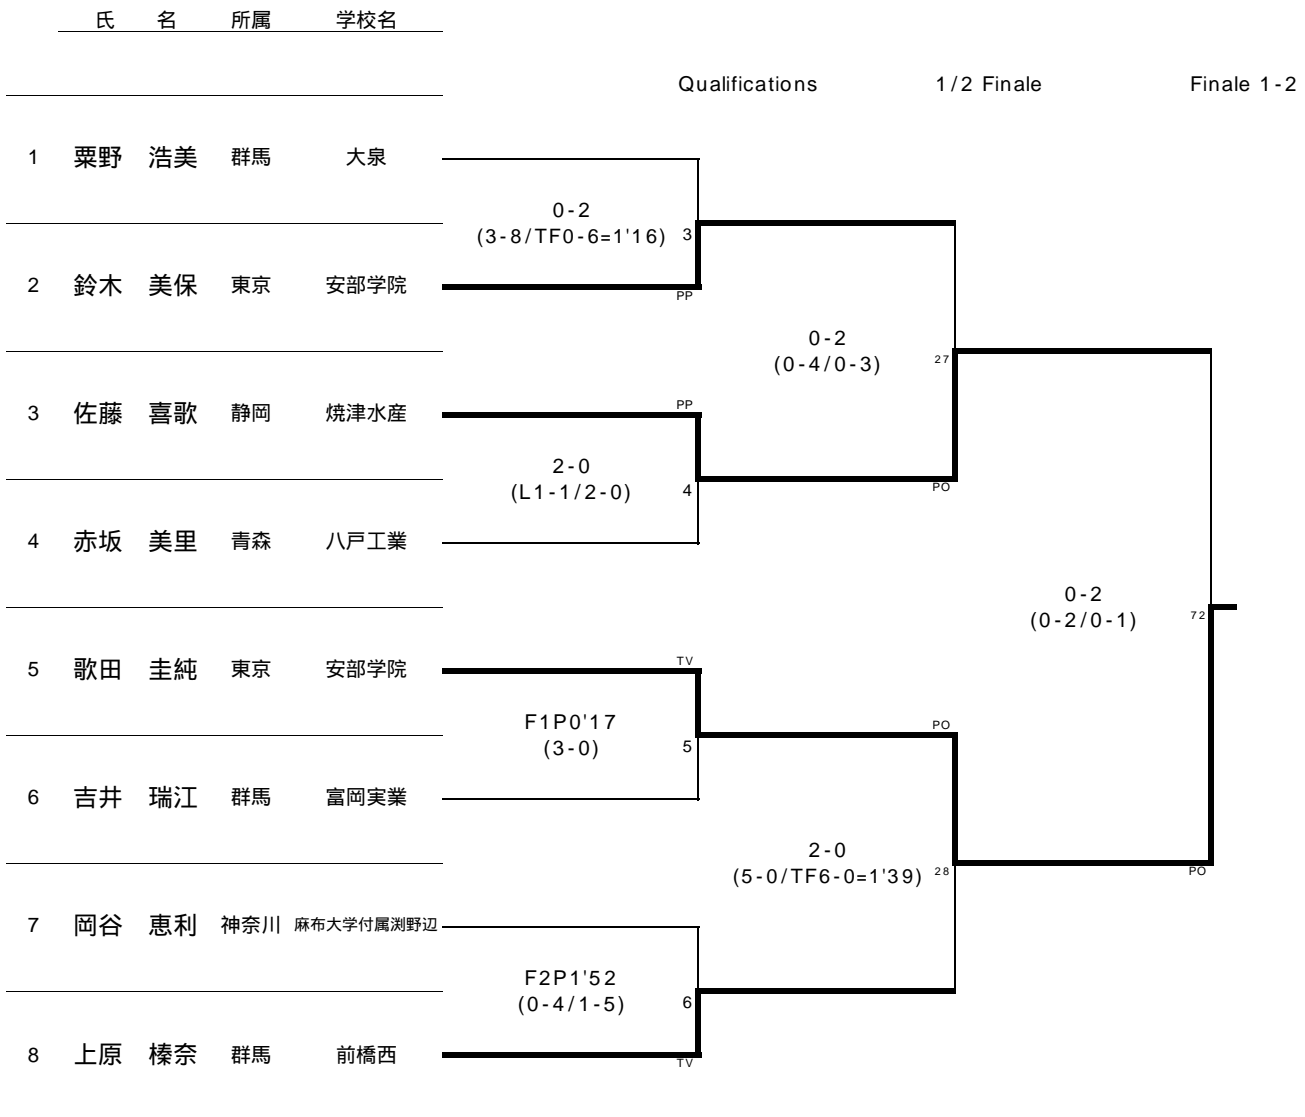 氏 名 所属 学校名
Qualifications 1/2 Finale Finale 1-2
1 粟野 浩美 群馬 大泉
0-2
(3-8/TF0-6=1'16) 3
2 鈴木 美保 東京 安部学院
PP
0-2
(0-4/0-3) 27
3 佐藤 喜歌 静岡 焼津水産
PP
2-0
(L1-1/2-0) 4
PO
4 赤坂 美里 青森 八戸工業
0-2
(0-2/0-1) 72
5 歌田 圭純 東京 安部学院
TV
F1P0'17
(3-0) 5
PO
6 吉井 瑞江 群馬 富岡実業
2-0
(5-0/TF6-0=1'39) 28
PO
7 岡谷 恵利 神奈川 麻布大学付属渕野辺
F2P1'52
(0-4/1-5) 6
8 上原 榛奈 群馬 前橋西
TV